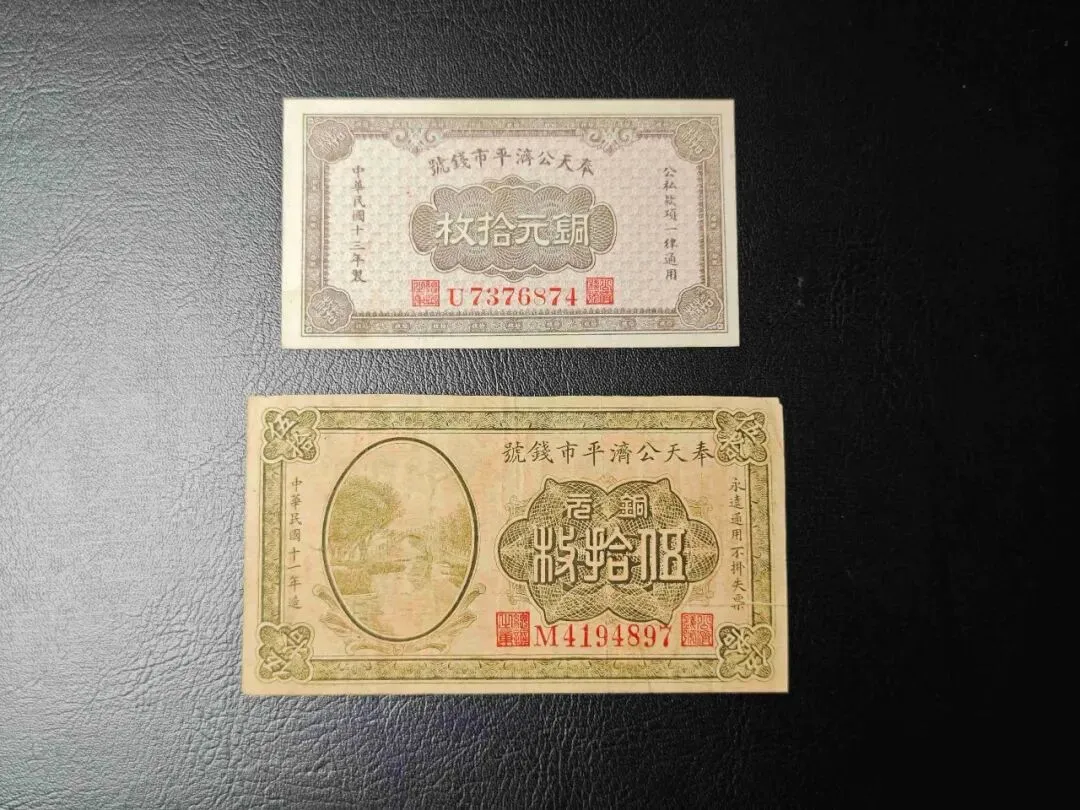 奉天公濟平市錢號
公私款項一律通用
銅元拾枚
中華民國十三年製
U7376874
奉天公濟平市錢號
永遠通用不掛失票
銅元
伍拾枚
中華民國十一年造
M4194897